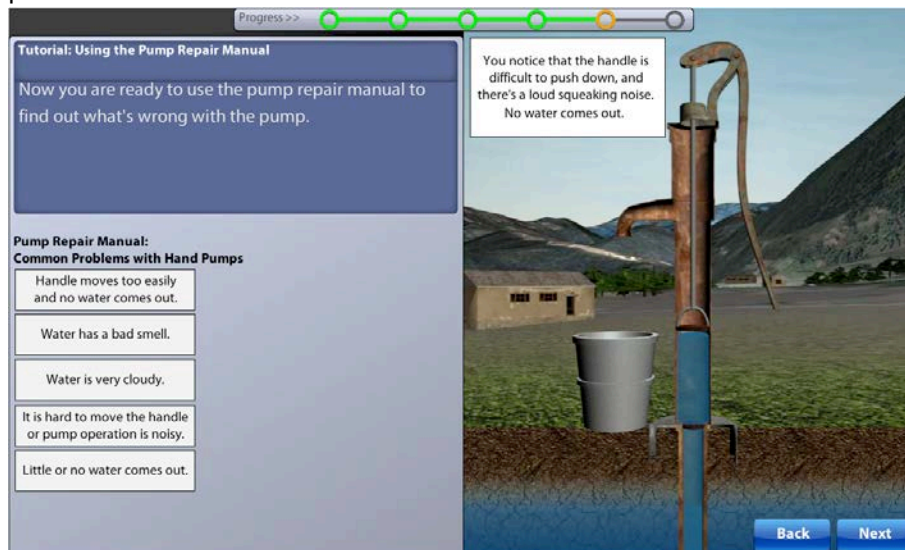 Progress >>
Tutorial: Using the Pump Repair Manual
Now you are ready to use the pump repair manual to
find out what's wrong with the pump.
You notice that the handle is
difficult to push down, and
there's a loud squeaking noise.
No water comes out.
Pump Repair Manual:
Common Problems with Hand Pumps
Handle moves too easily
and no water comes out.
Water has a bad smell.
Water is very cloudy.
It is hard to move the handle
or pump operation is noisy.
Little or no water comes out.
Back
Next